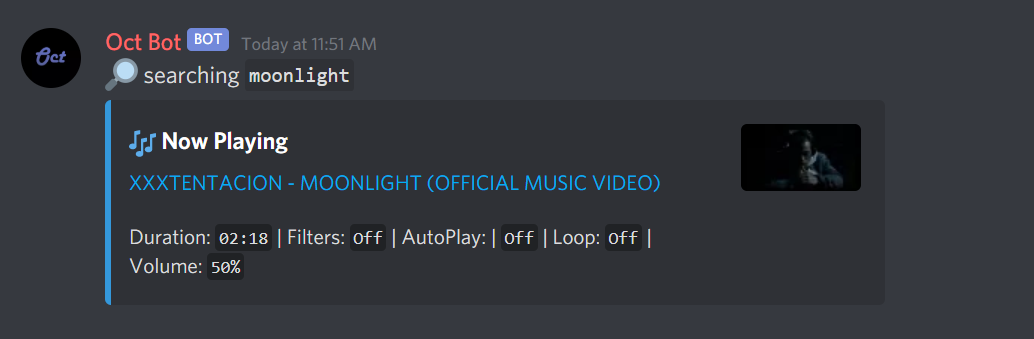 Oct
Oct Bot BOT Today at 11:51 AM
searching moonlight
Now Playing
XXXTENTACION - MOONLIGHT (OFFICIAL MUSIC VIDEO)
Duration: 02:18 | Filters: Off | AutoPlay: | Off | Loop: Off |
Volume: 50%